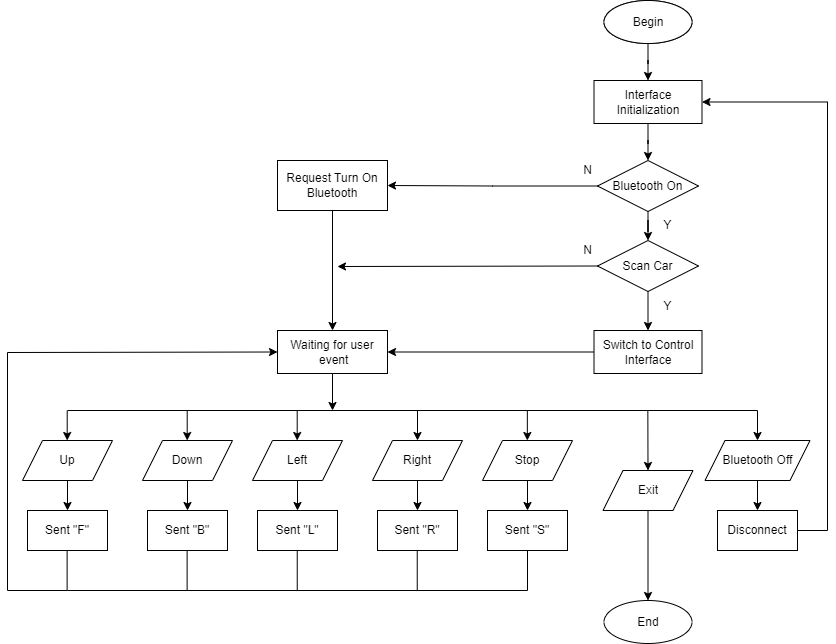 Begin
Interface
Initialization
N
Request Turn On
Bluetooth
Bluetooth On
Y
N
Scan Car
Y
Waiting for user
event
Switch to Control
Interface
Up
Down
Left
Right
Stop
Bluetooth Off
Exit
Sent "F"
Sent "B"
Sent "L"
Sent "R"
Sent "S"
Disconnect
End